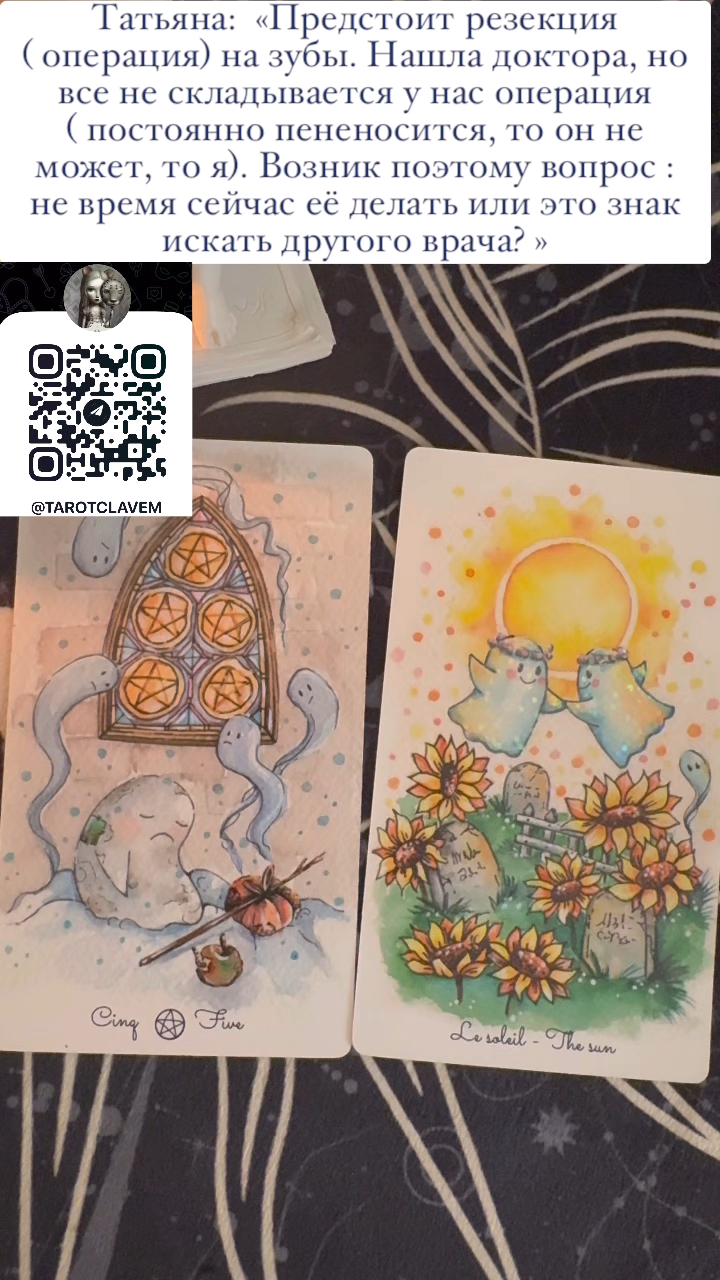 Татьяна: «Предстоит резекция
( операция) на зубы. Нашла доктора, но
все не складывается у нас операция
( постоянно пененосится, то он не
может, то я). Возник поэтому вопрос :
не время сейчас её делать или это знак
искать другого врача? »
@TAROTCLAVEM
Cinq Five
Le soleil - The sun